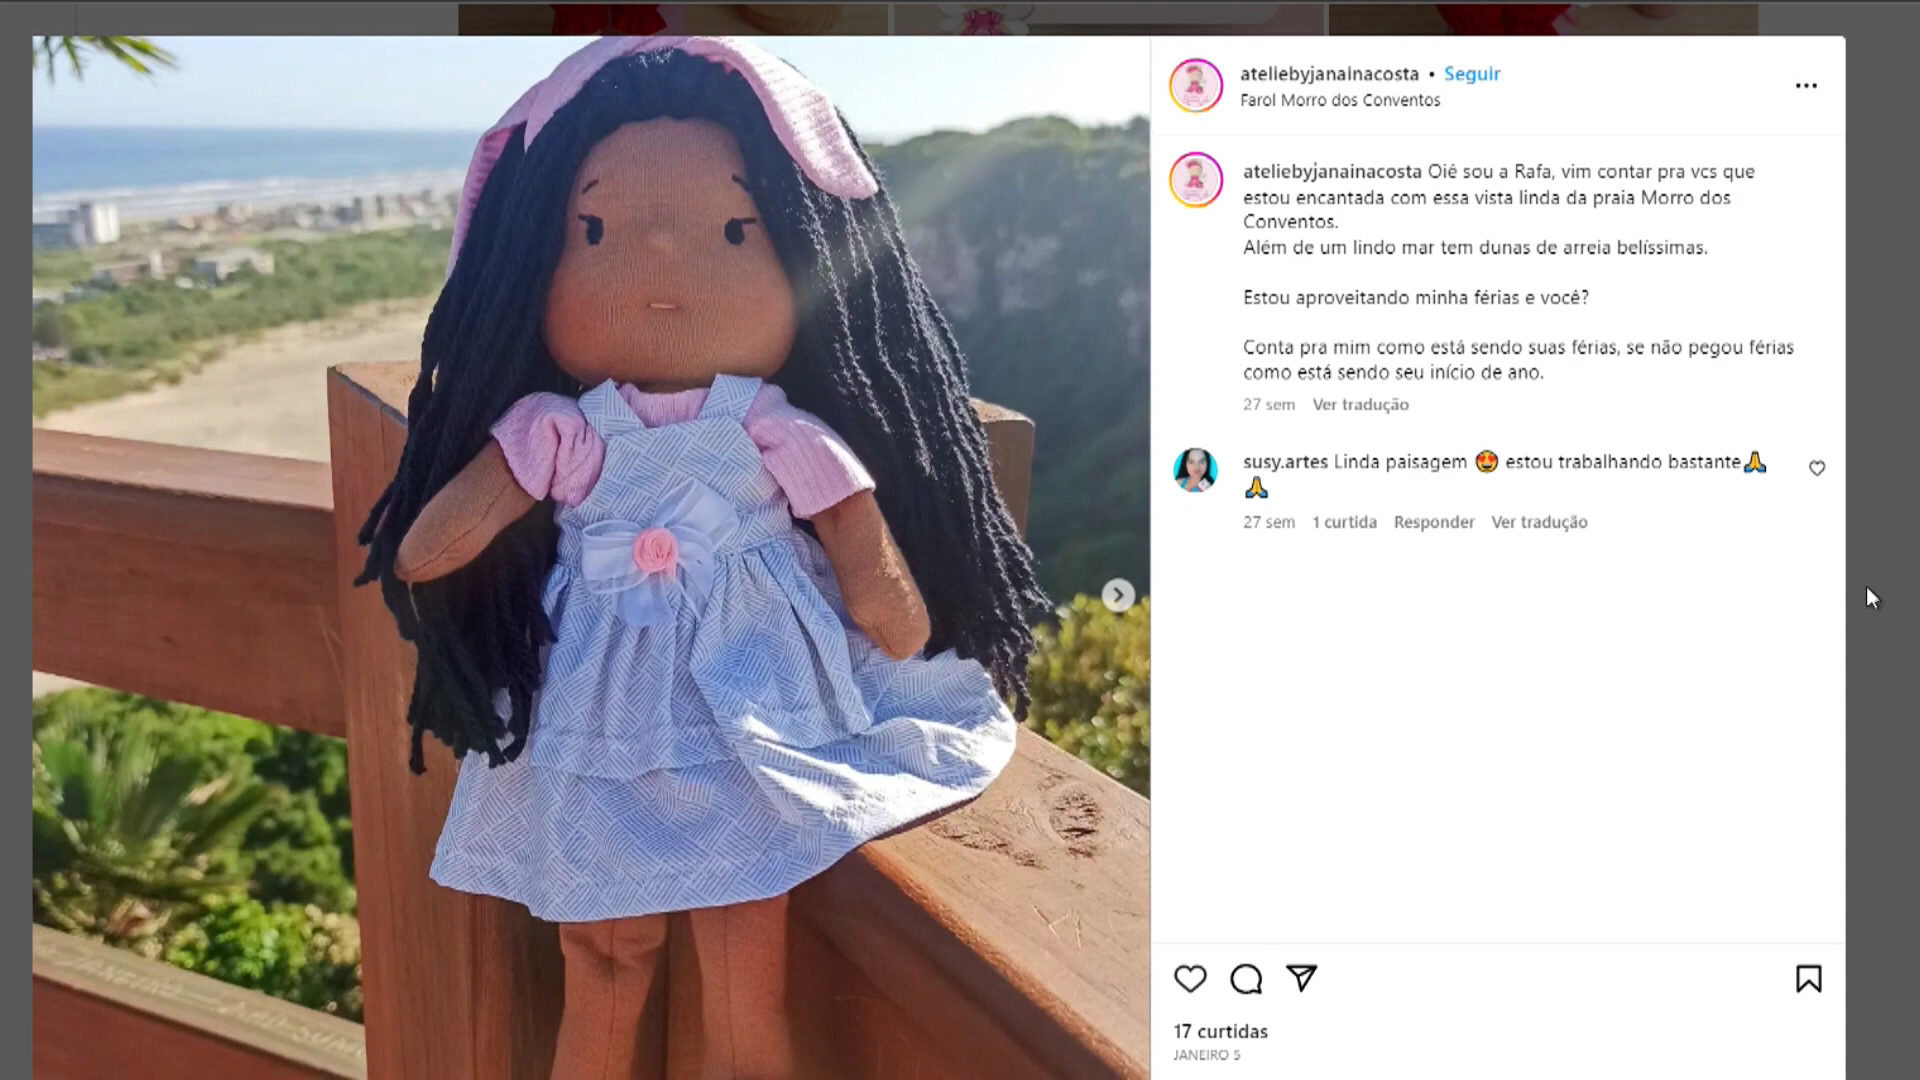 ateliebyjanainacosta • Seguir
Farol Morro dos Conventos
ateliebyjanainacosta Oiê sou a Rafa, vim contar pra vcs que
estou encantada com essa vista linda da praia Morro dos
Conventos.
Além de um lindo mar tem dunas de arreia belíssimas.
Estou aproveitando minha férias e você?
Conta pra mim como está sendo suas férias, se não pegou férias
como está sendo seu início de ano.
27 sem Ver tradução
susy.artes Linda paisagem 😍 estou trabalhando bastante🙏
🙏
27 sem 1 curtida Responder Ver tradução
17 curtidas
JANEIRO 5